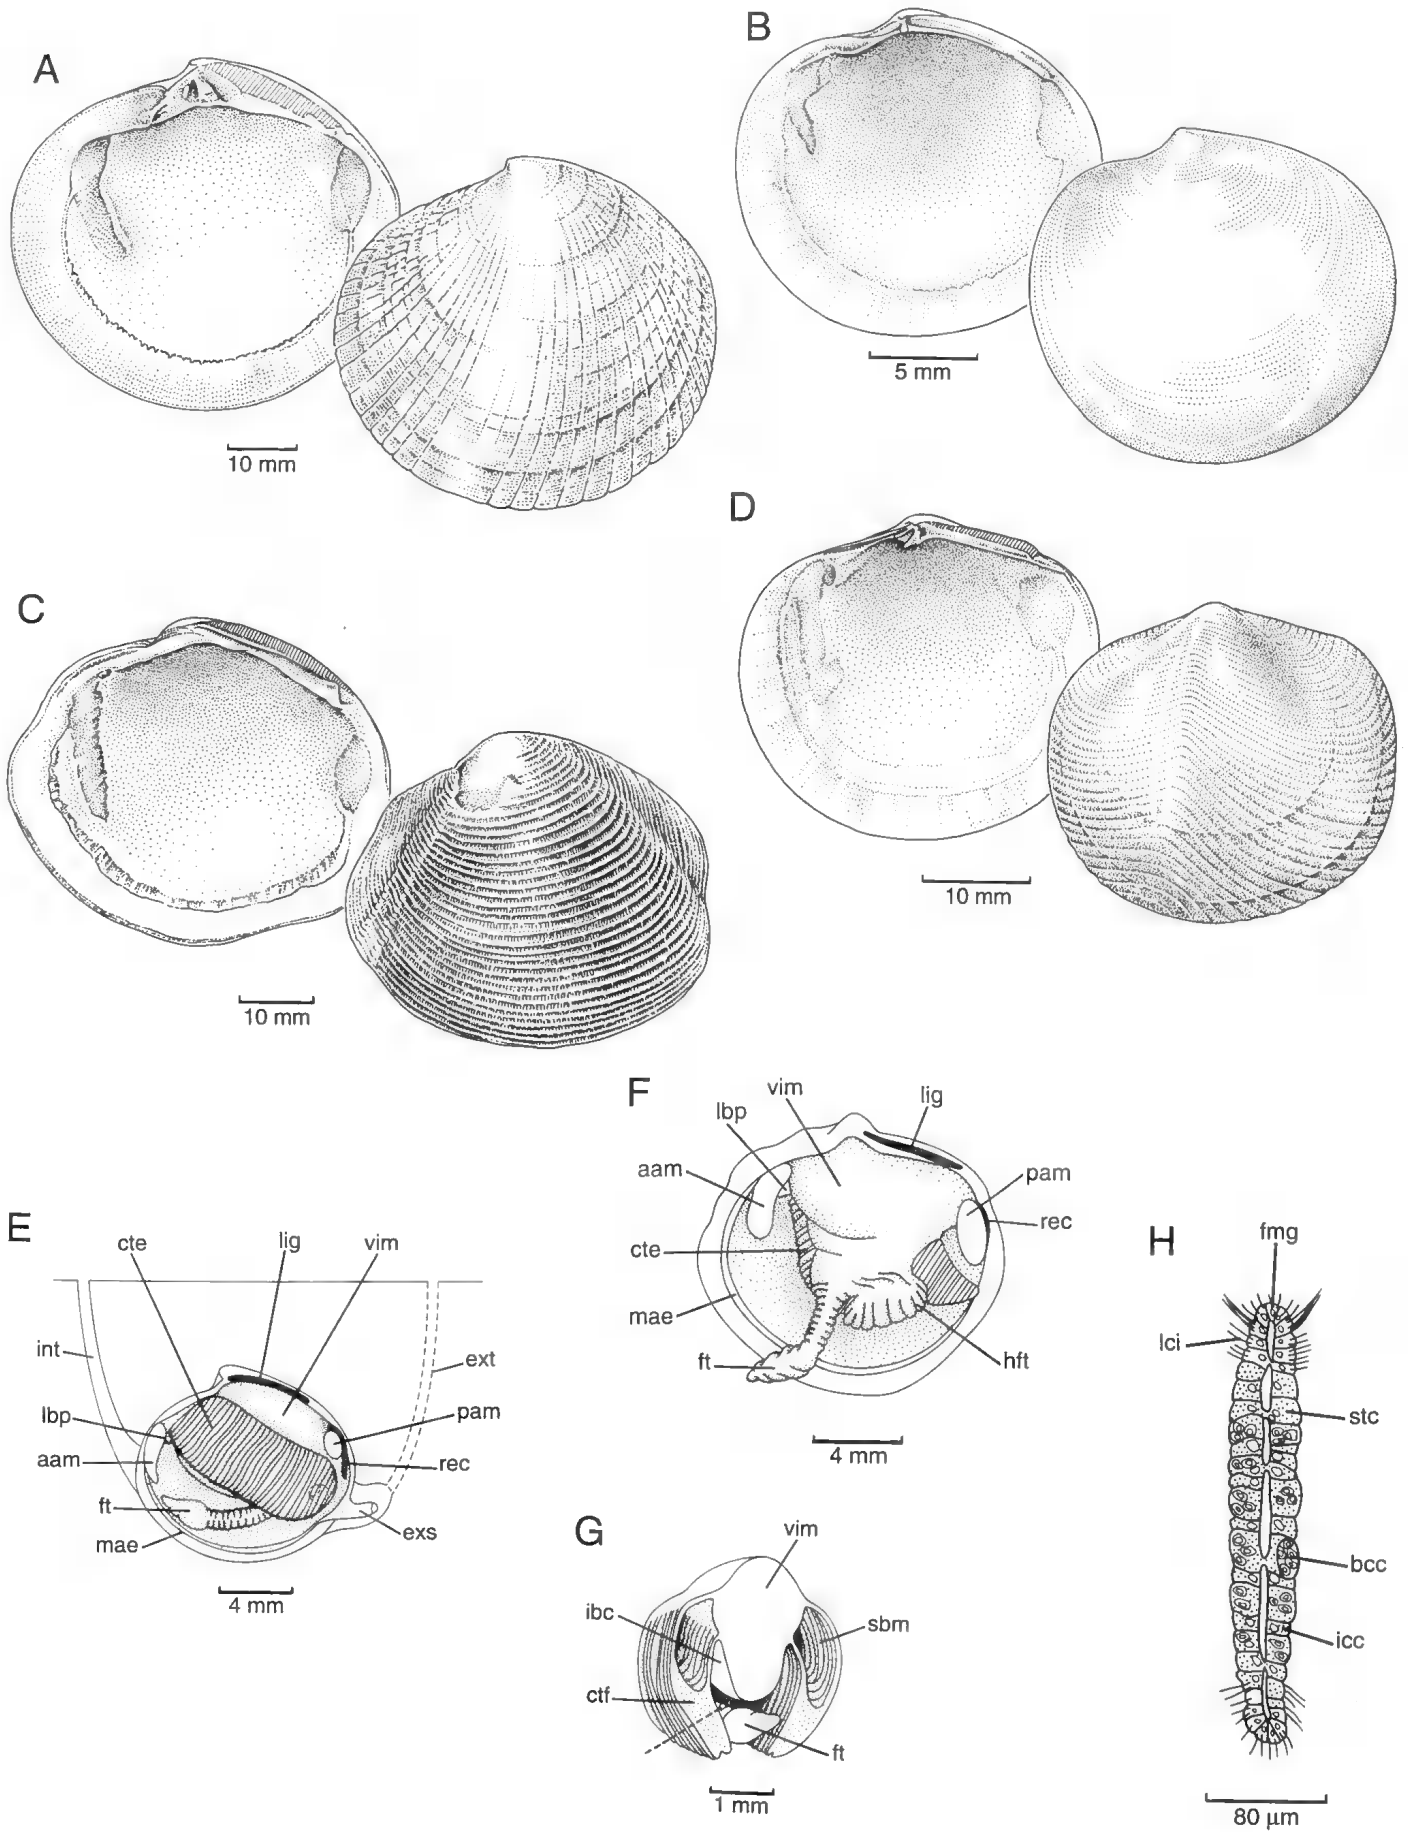 A
10 mm
B
5 mm
C
10 mm
D
10 mm
E
cte
lig
vim
int
ext
lbp
pam
aam
rec
ft
exs
mae
4 mm
F
vim
lig
lbp
aam
pam
rec
cte
mae
ft
hft
4 mm
G
vim
ibc
sbm
ctf
ft
1 mm
H
fmg
lci
stc
bcc
icc
80 µm